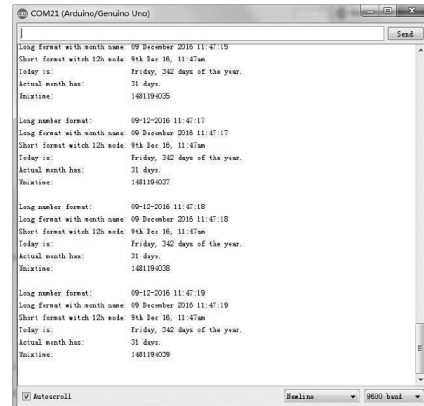 COM21 (Arduino/Genuino Uno)
Send
Long format with month name: 09 December 2016 11:47:15
Short format witch 12h mode: 9th Dec 16, 11:47am
Today is: Friday, 342 days of the year.
Actual month has: 31 days.
Unixtime: 1481194035
Long number format: 09-12-2016 11:47:17
Long format with month name: 09 December 2016 11:47:17
Short format witch 12h mode: 9th Dec 16, 11:47am
Today is: Friday, 342 days of the year.
Actual month has: 31 days.
Unixtime: 1481194037
Long number format: 09-12-2016 11:47:18
Long format with month name: 09 December 2016 11:47:18
Short format witch 12h mode: 9th Dec 16, 11:47am
Today is: Friday, 342 days of the year.
Actual month has: 31 days.
Unixtime: 1481194038
Long number format: 09-12-2016 11:47:19
Long format with month name: 09 December 2016 11:47:19
Short format witch 12h mode: 9th Dec 16, 11:47am
Today is: Friday, 342 days of the year.
Actual month has: 31 days.
Unixtime: 1481194039
Autoscroll Newline 9600 baud